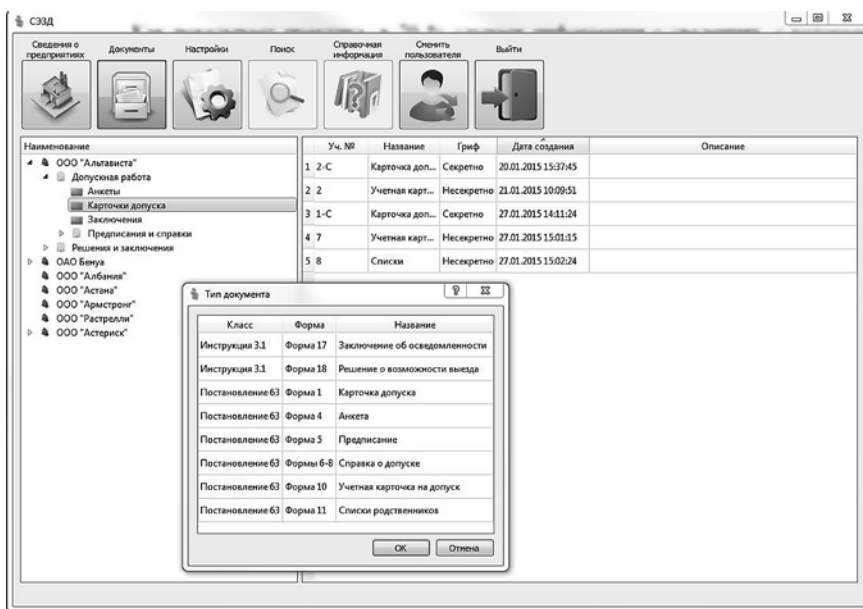 СЭЗД
Сведения о предприятиях Документы Настройки Поиск Справочная информация Сменить пользователя Выйти
Наименование
ООО "Альтависта"
Допускная работа
Анкеты
Карточки допуска
Заключения
Предписания и справки
Решения и заключения
ОАО Бенуа
ООО "Албания"
ООО "Астана"
ООО "Армстронг"
ООО "Растрелли"
ООО "Астериск"
Уч. № Название Гриф Дата создания Описание
1 2-С Карточка доп... Секретно 20.01.2015 15:37:45
2 2 Учетная карт... Несекретно 21.01.2015 10:09:51
3 1-С Карточка доп... Секретно 27.01.2015 14:11:24
4 7 Учетная карт... Несекретно 27.01.2015 15:01:15
5 8 Списки Несекретно 27.01.2015 15:02:24
Тип документа
Класс Форма Название
Инструкция 3.1 Форма 17 Заключение об осведомленности
Инструкция 3.1 Форма 18 Решение о возможности выезда
Постановление 63 Форма 1 Карточка допуска
Постановление 63 Форма 4 Анкета
Постановление 63 Форма 5 Предписание
Постановление 63 Формы 6-8 Справка о допуске
Постановление 63 Форма 10 Учетная карточка на допуск
Постановление 63 Форма 11 Списки родственников
ОК Отмена